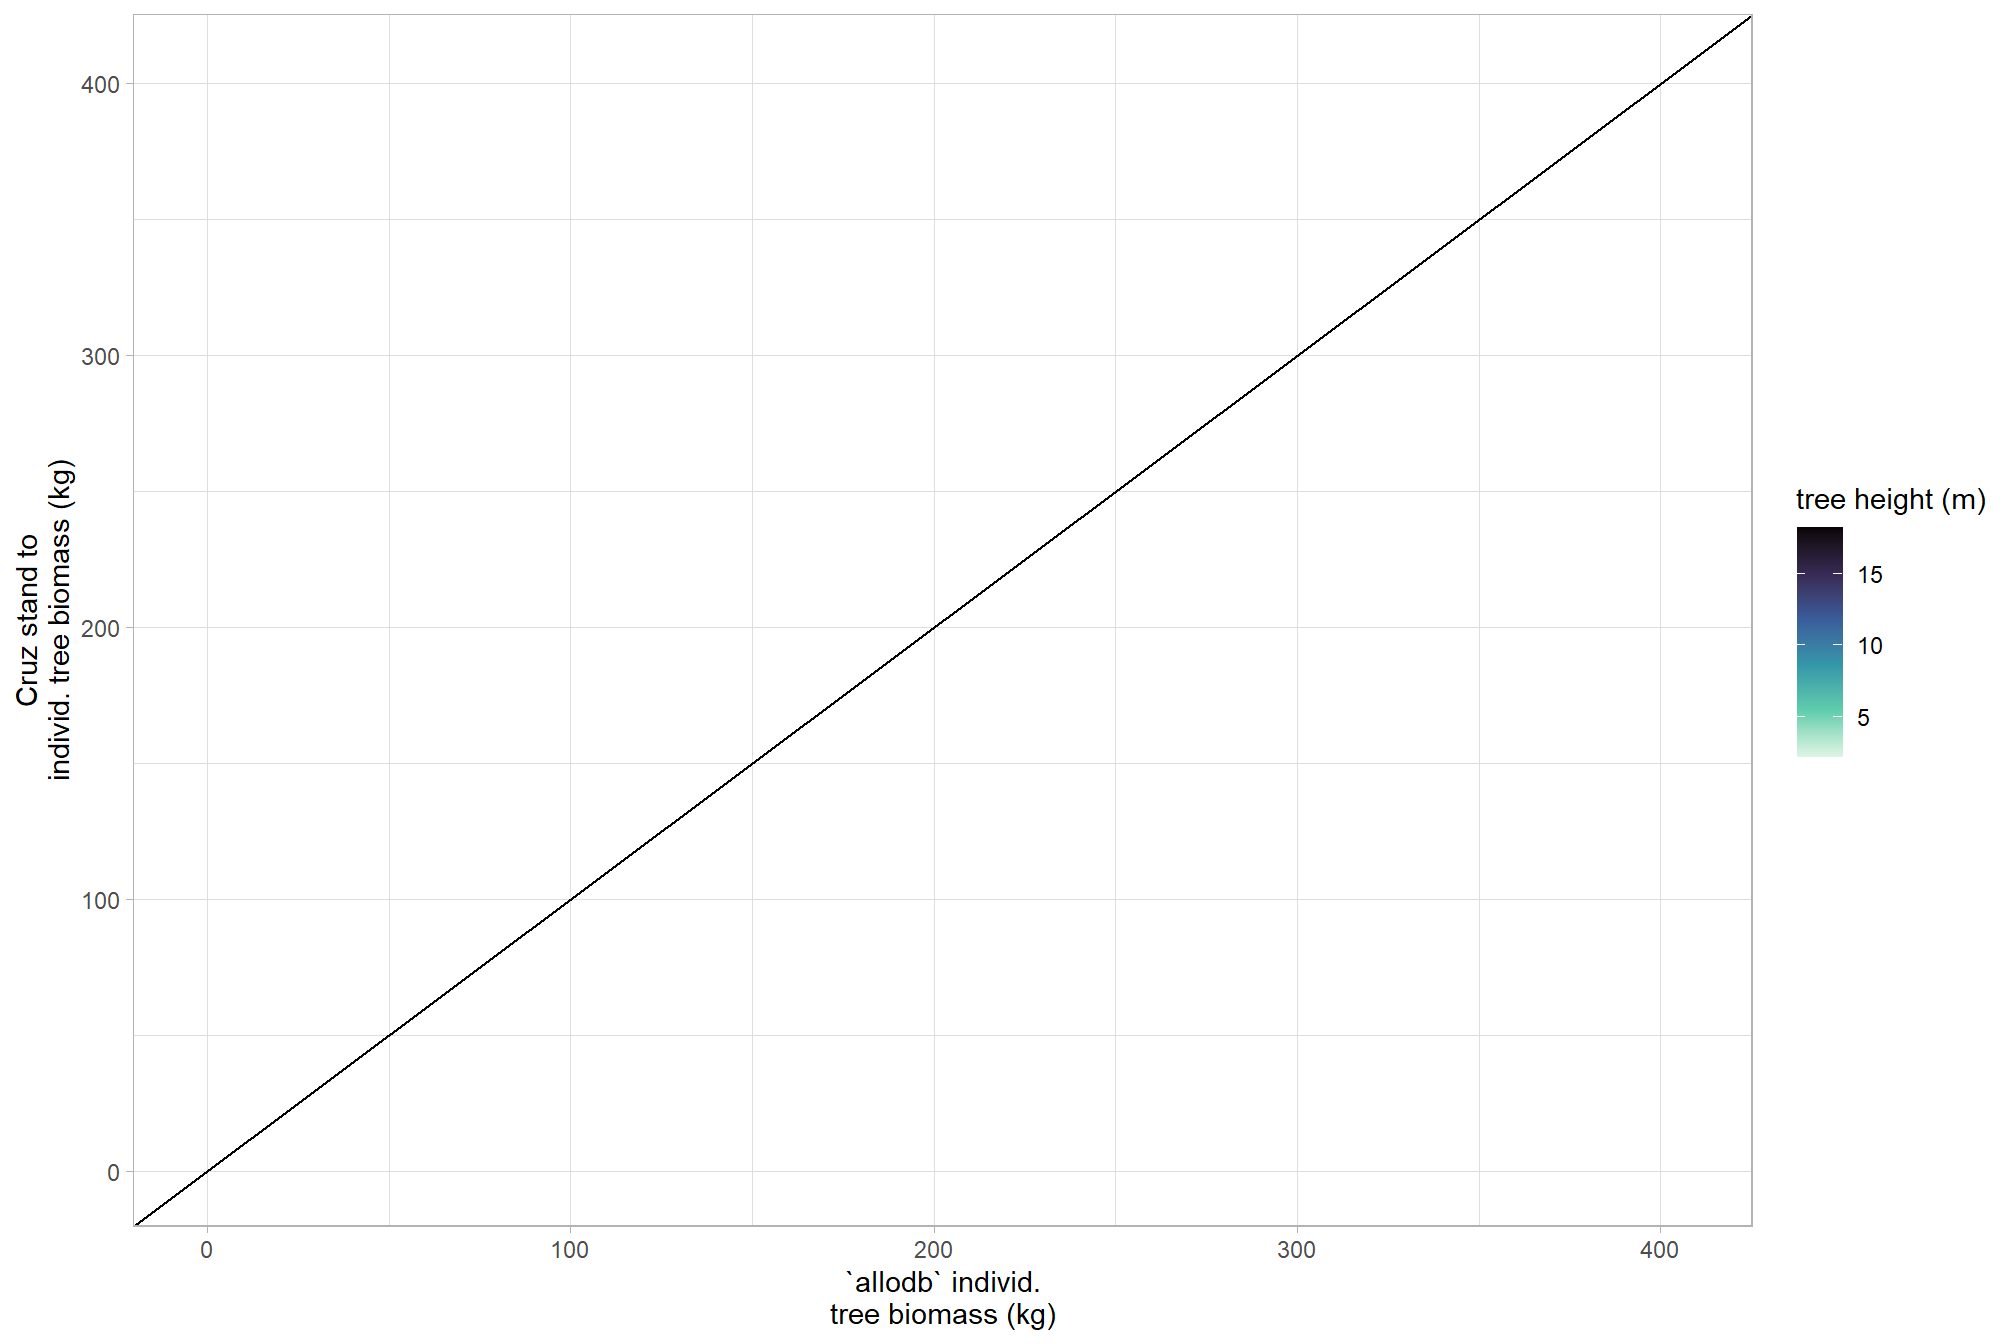 400
300
200
100
0
Cruz stand to
individ. tree biomass (kg)
0 100 200 300 400
`allodb` individ.
tree biomass (kg)
tree height (m)
15
10
5